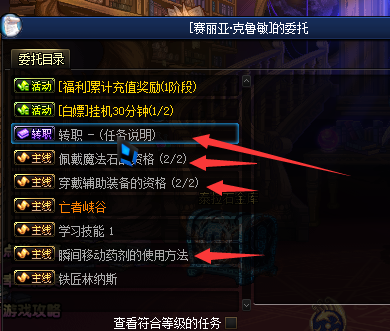 [赛丽亚·克鲁敏]的委托
委托目录
活动 [福利]累计充值奖励(1阶段)
活动 [白嫖]挂机30分钟(1/2)
转职 转职 - (任务说明)
主线 佩戴魔法石的资格 (2/2)
主线 穿戴辅助装备的资格 (2/2)
主线 亡者峡谷
主线 学习技能 1
主线 瞬间移动药剂的使用方法
主线 铁匠林纳斯
游戏攻略
查看符合等级的任务